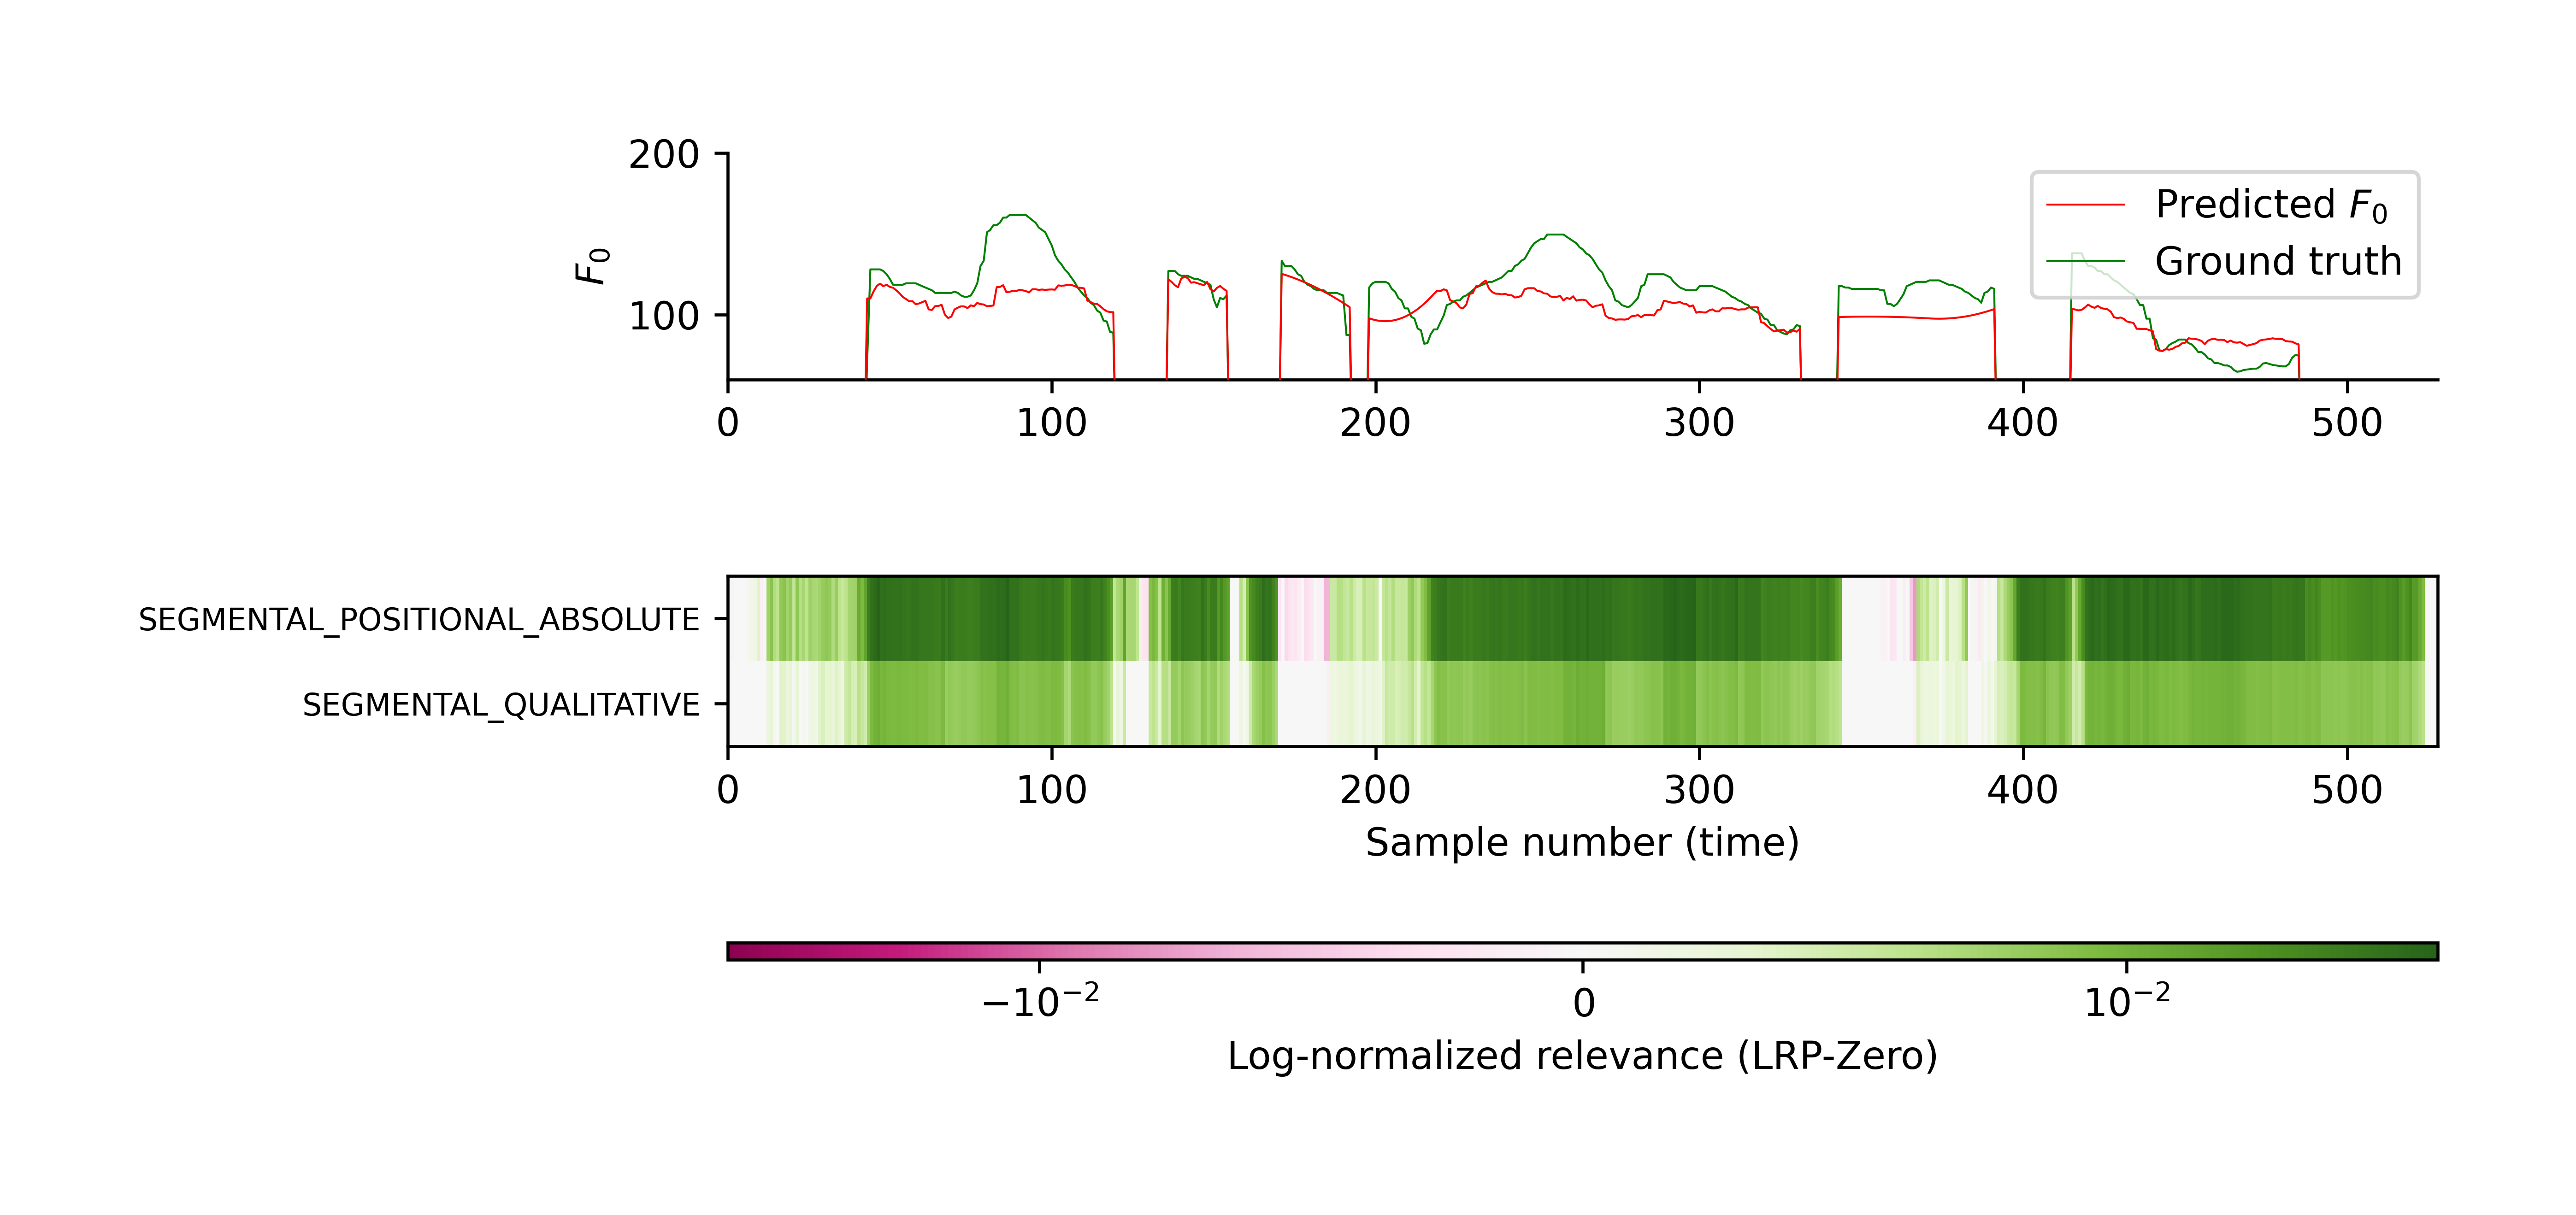 200
100
F₀
Predicted F₀
Ground truth
0 100 200 300 400 500
SEGMENTAL_POSITIONAL_ABSOLUTE
SEGMENTAL_QUALITATIVE
0 100 200 300 400 500
Sample number (time)
−10⁻² 0 10⁻²
Log-normalized relevance (LRP-Zero)